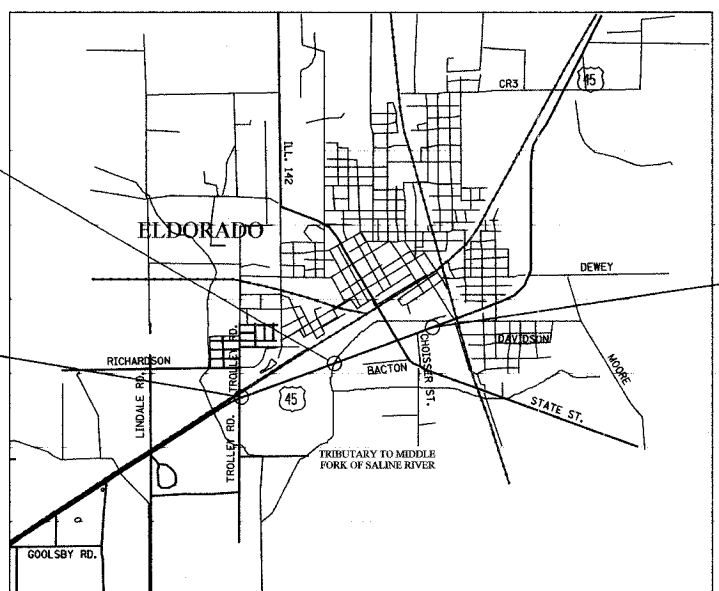 45
CR3
ILL. 142
ELDORADO
DEWEY
TROLLEY RD.
DAVIDSON
RICHARDSON
BACTON
CHOISSER ST.
MOORE
LINDALE RD.
45
STATE ST.
TROLLEY RD.
TRIBUTARY TO MIDDLE
FORK OF SALINE RIVER
GOOLSBY RD.